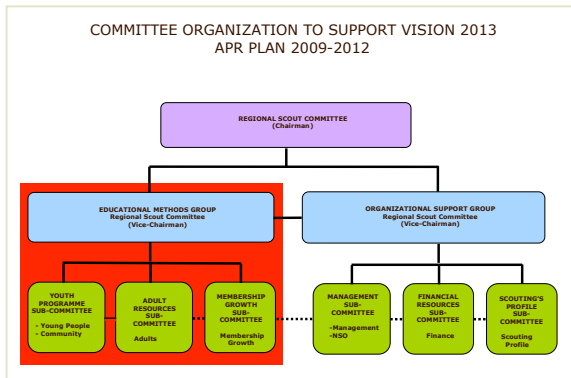 COMMITTEE ORGANIZATION TO SUPPORT VISION 2013
APR PLAN 2009-2012
REGIONAL SCOUT COMMITTEE
(Chairman)
EDUCATIONAL METHODS GROUP
Regional Scout Committee
(Vice-Chairman)
ORGANIZATIONAL SUPPORT GROUP
Regional Scout Committee
(Vice-Chairman)
YOUTH
PROGRAMME
SUB-COMMITTEE
- Young People
- Community
ADULT
RESOURCES
SUB-
COMMITTEE
Adults
MEMBERSHIP
GROWTH
SUB-
COMMITTEE
Membership
Growth
MANAGEMENT
SUB-
COMMITTEE
-Management
-NSO
FINANCIAL
RESOURCES
SUB-
COMMITTEE
Finance
SCOUTING'S
PROFILE SUB-
COMMITTEE
Scouting
Profile